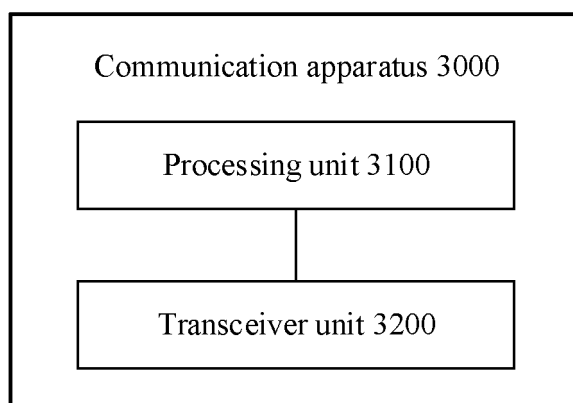 Communication apparatus 3000
Processing unit 3100
Transceiver unit 3200